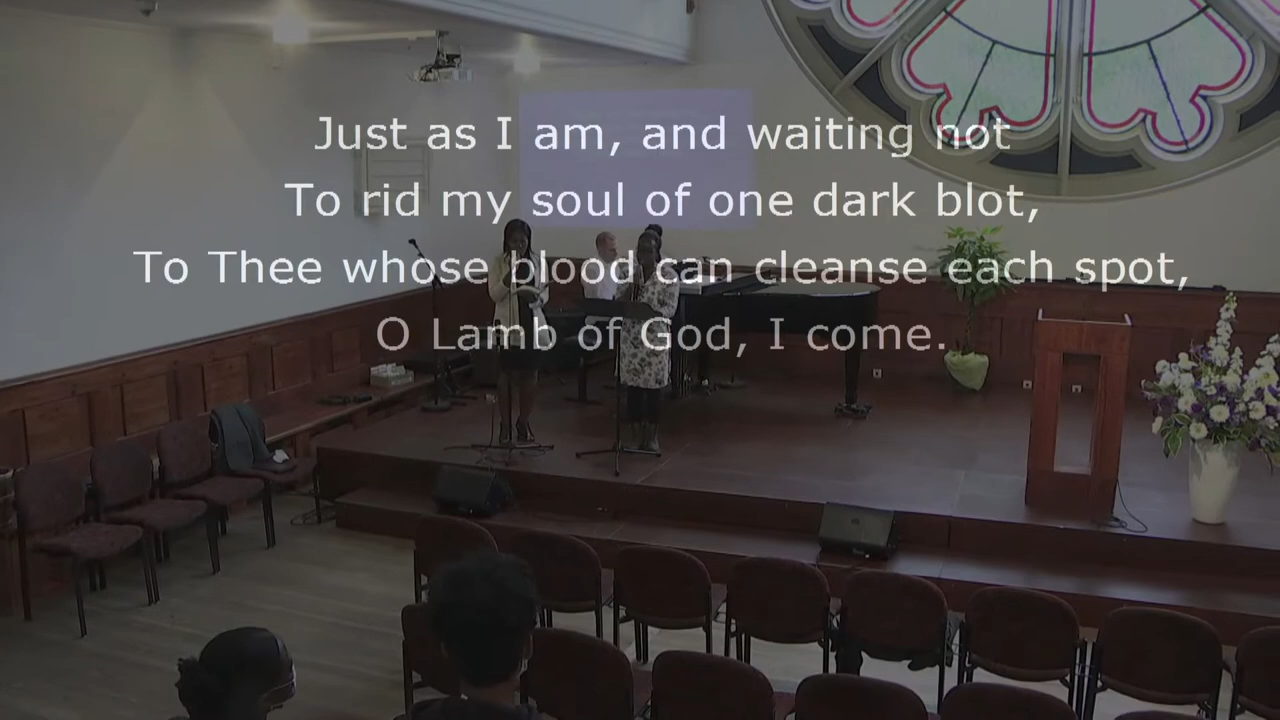 Just as I am, and waiting not
To rid my soul of one dark blot,
To Thee whose blood can cleanse each spot,
O Lamb of God, I come.